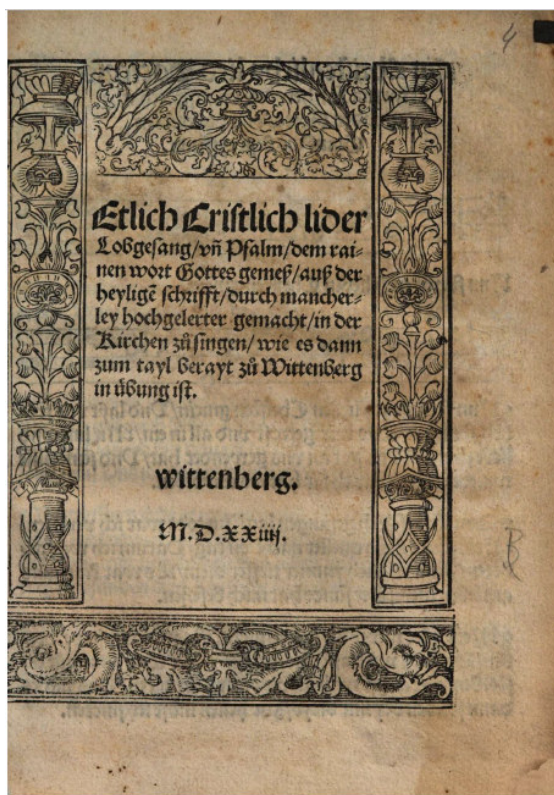 4
Etlich Cristlich lider
Lobgesang/vñ Psalm/dem rai-
nen wort Gottes gemeß/auß der
heyligẽ schrifft/durch mancher-
ley hochgelerter gemacht/in der
Kirchen zů singen/wie es dann
zum tayl berayt zů Wittenberg
in übung ist.
wittenberg.
M.D.XXiiij.